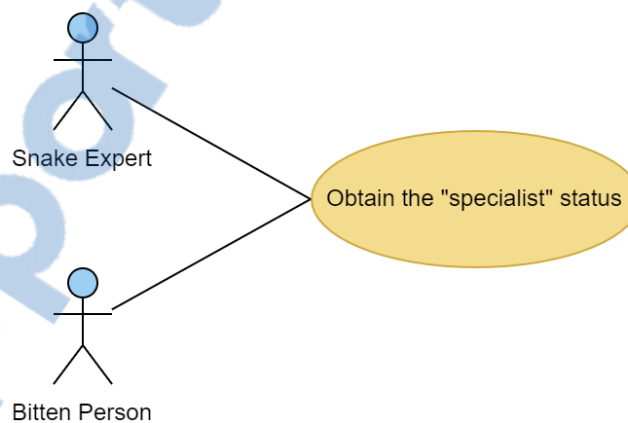 Snake Expert
Obtain the "specialist" status
Bitten Person